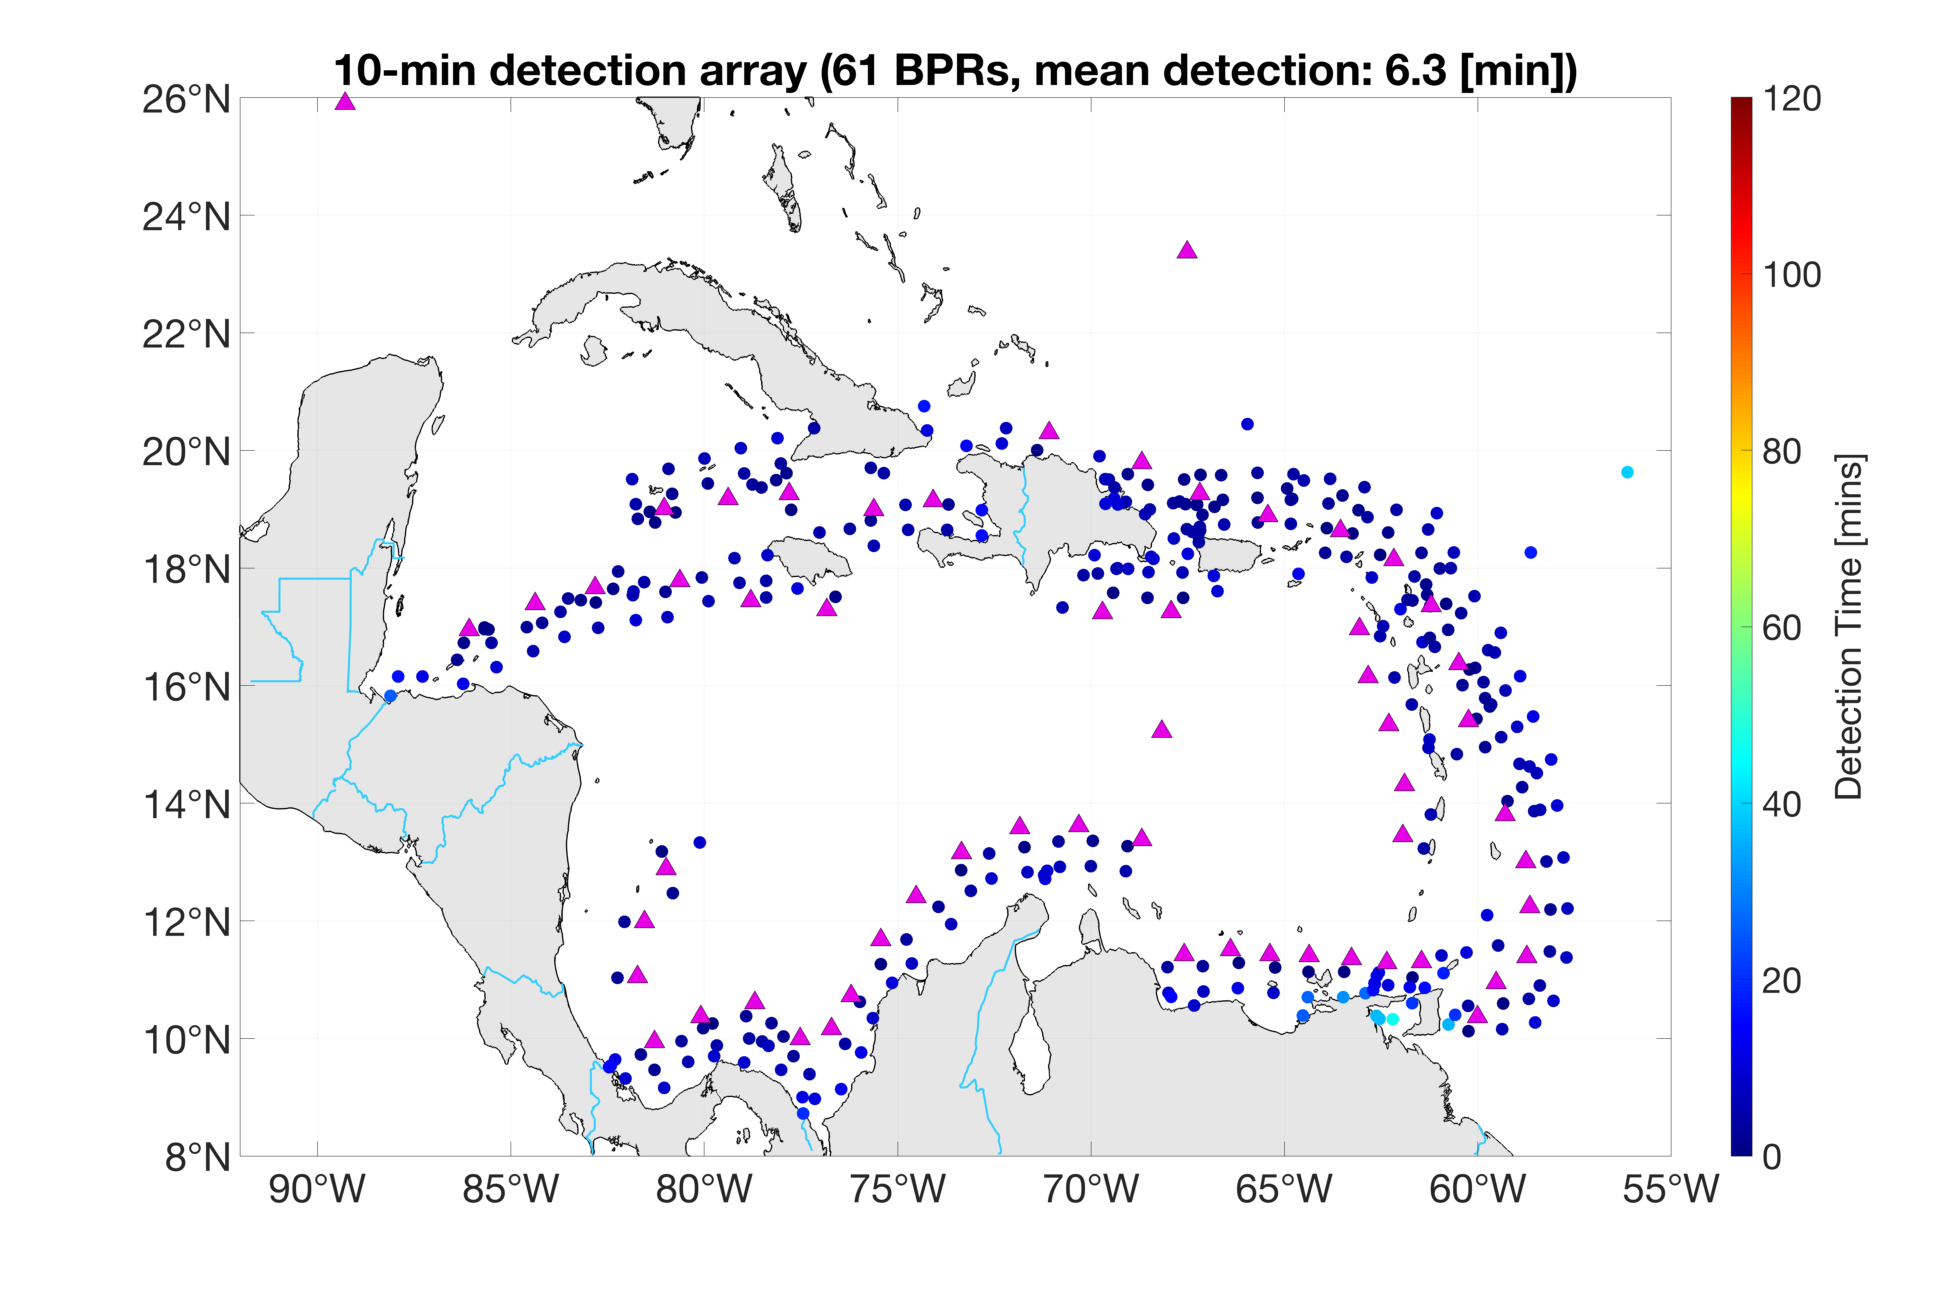 10-min detection array (61 BPRs, mean detection: 6.3 [min])
26°N
24°N
22°N
20°N
18°N
16°N
14°N
12°N
10°N
8°N
90°W 85°W 80°W 75°W 70°W 65°W 60°W 55°W
120
100
80
60
40
20
0
Detection Time [mins]